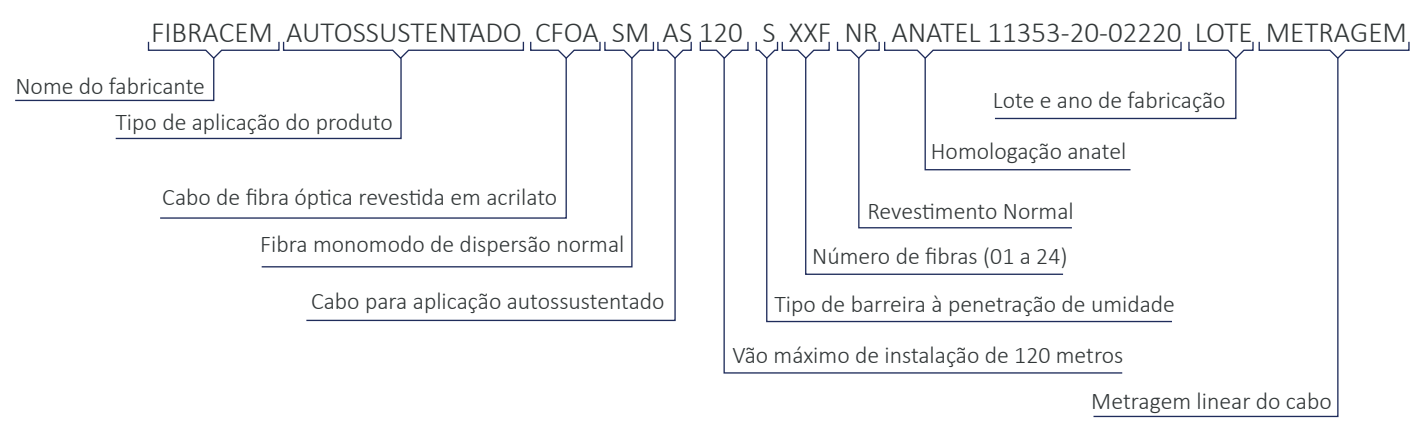 FIBRACEM AUTOSSUSTENTADO CFOA SM AS 120 S XXF NR ANATEL 11353-20-02220 LOTE METRAGEM
Nome do fabricante
Lote e ano de fabricação
Tipo de aplicação do produto
Homologação anatel
Cabo de fibra óptica revestida em acrilato
Revestimento Normal
Fibra monomodo de dispersão normal
Número de fibras (01 a 24)
Cabo para aplicação autossustentado
Tipo de barreira à penetração de umidade
Vão máximo de instalação de 120 metros
Metragem linear do cabo